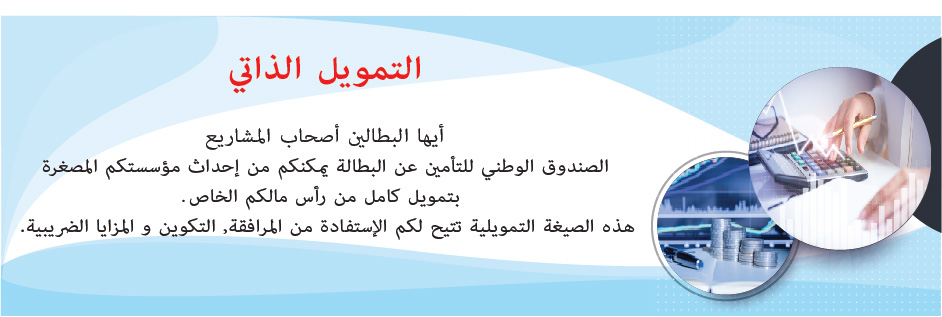 التمويل الذاتي
أيها البطالين أصحاب المشاريع
الصندوق الوطني للتأمين عن البطالة يمكنكم من إحداث مؤسستكم المصغرة
بتمويل كامل من رأس مالكم الخاص.
هذه الصيغة التمويلية تتيح لكم الإستفادة من المرافقة, التكوين و المزايا الضريبية.